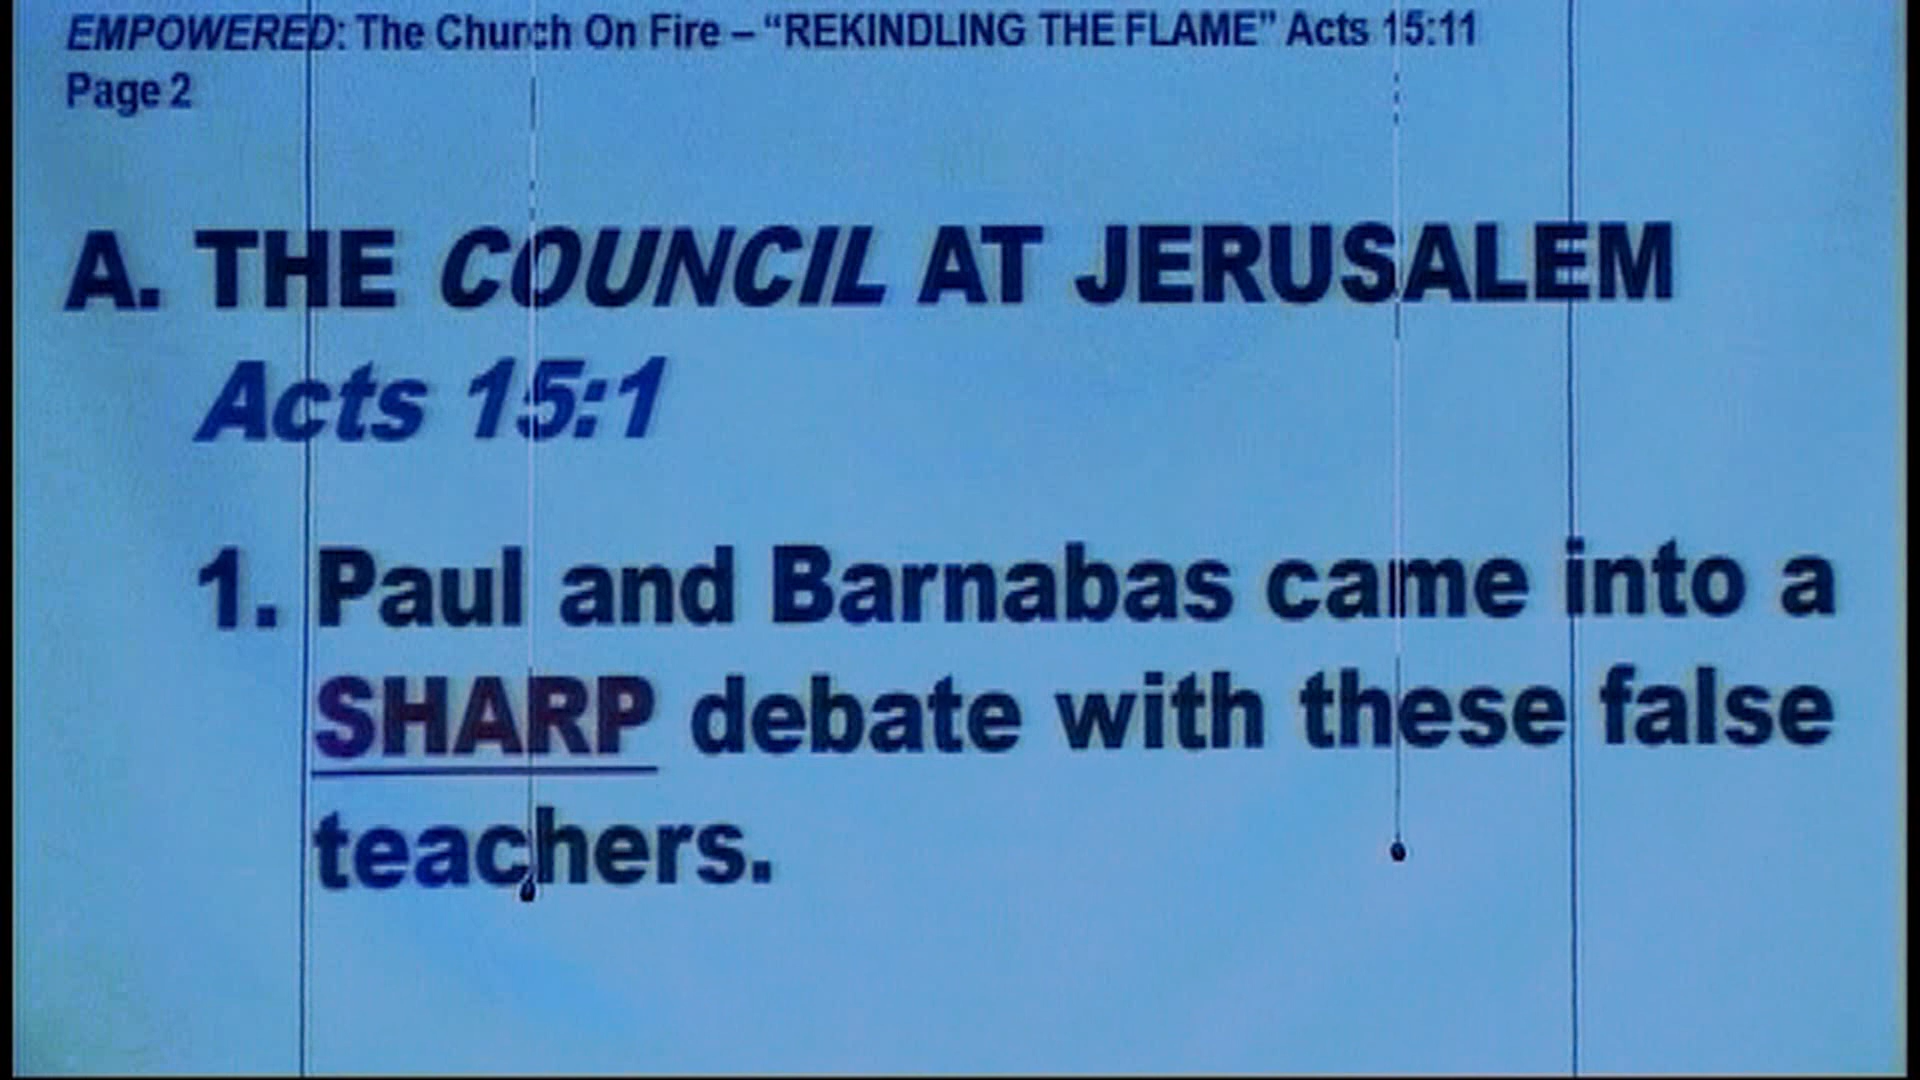 EMPOWERED: The Church On Fire – “REKINDLING THE FLAME” Acts 15:11
Page 2
A. THE COUNCIL AT JERUSALEM
Acts 15:1
1. Paul and Barnabas came into a
SHARP debate with these false
teachers.